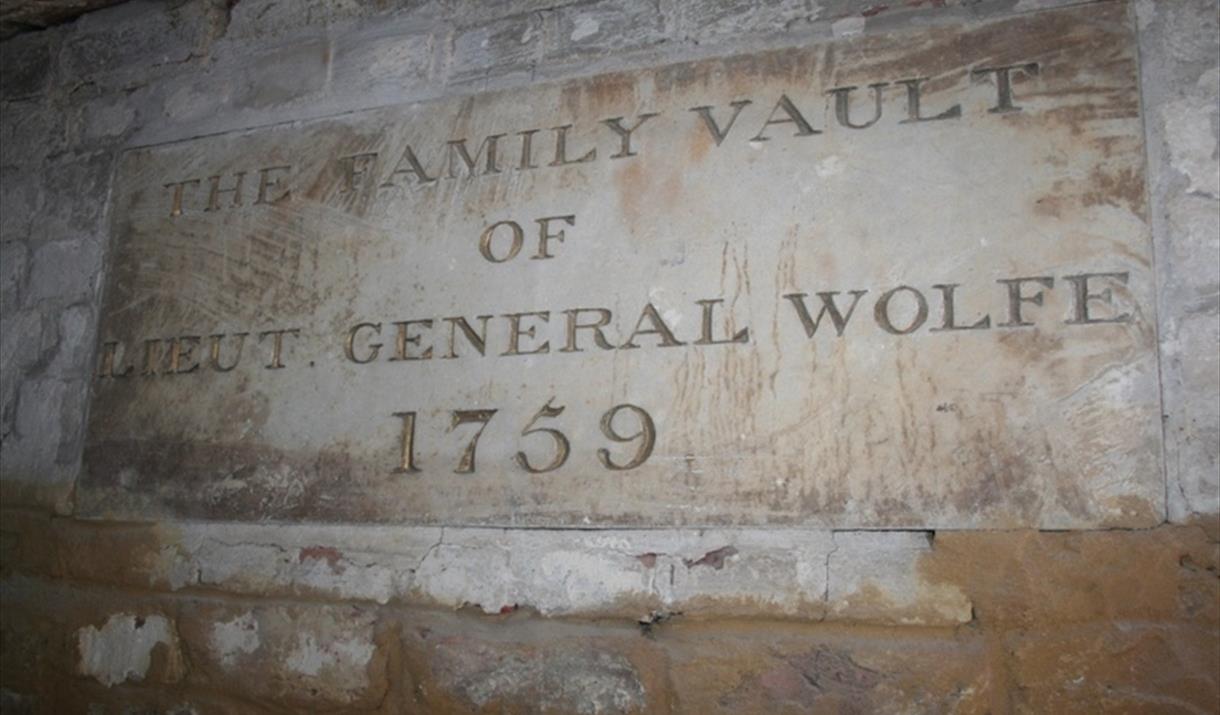 THE FAMILY VAULT
OF
LIEUT. GENERAL WOLFE
1759